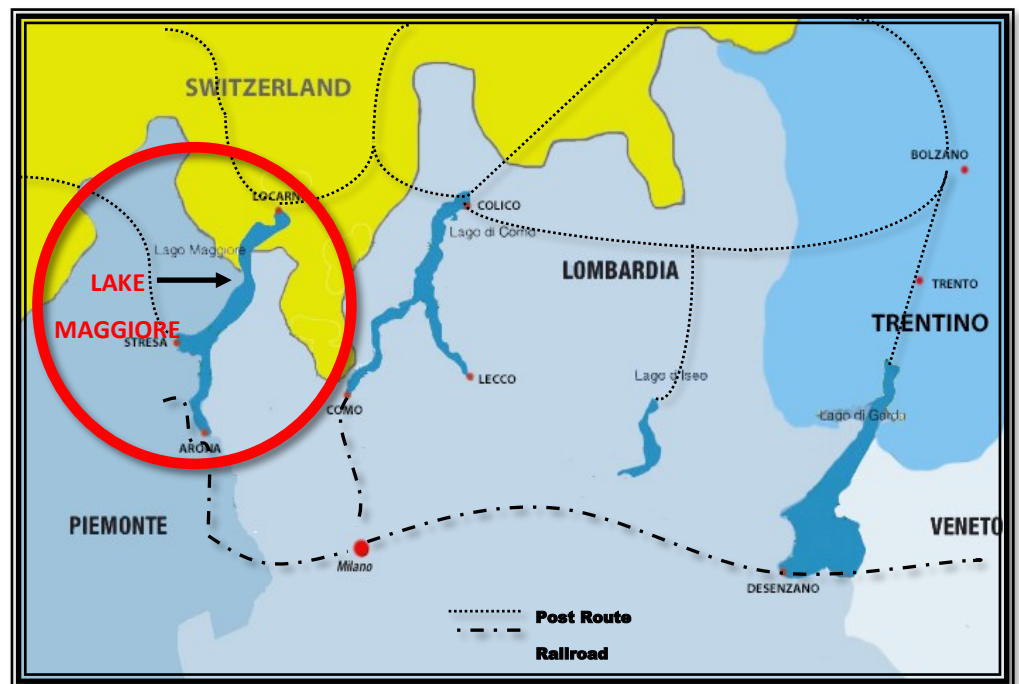 SWITZERLAND
BOLZANO
LOCARN
COLICO
Lago di Como
Lago Maggiore
LOMBARDIA
LAKE
MAGGIORE
TRENTO
TRENTINO
STRESA
LECCO
Lago d'Iseo
COMO
Lago di Garda
ARONA
PIEMONTE
VENETO
Milano
DESENZANO
Post Route
Railroad